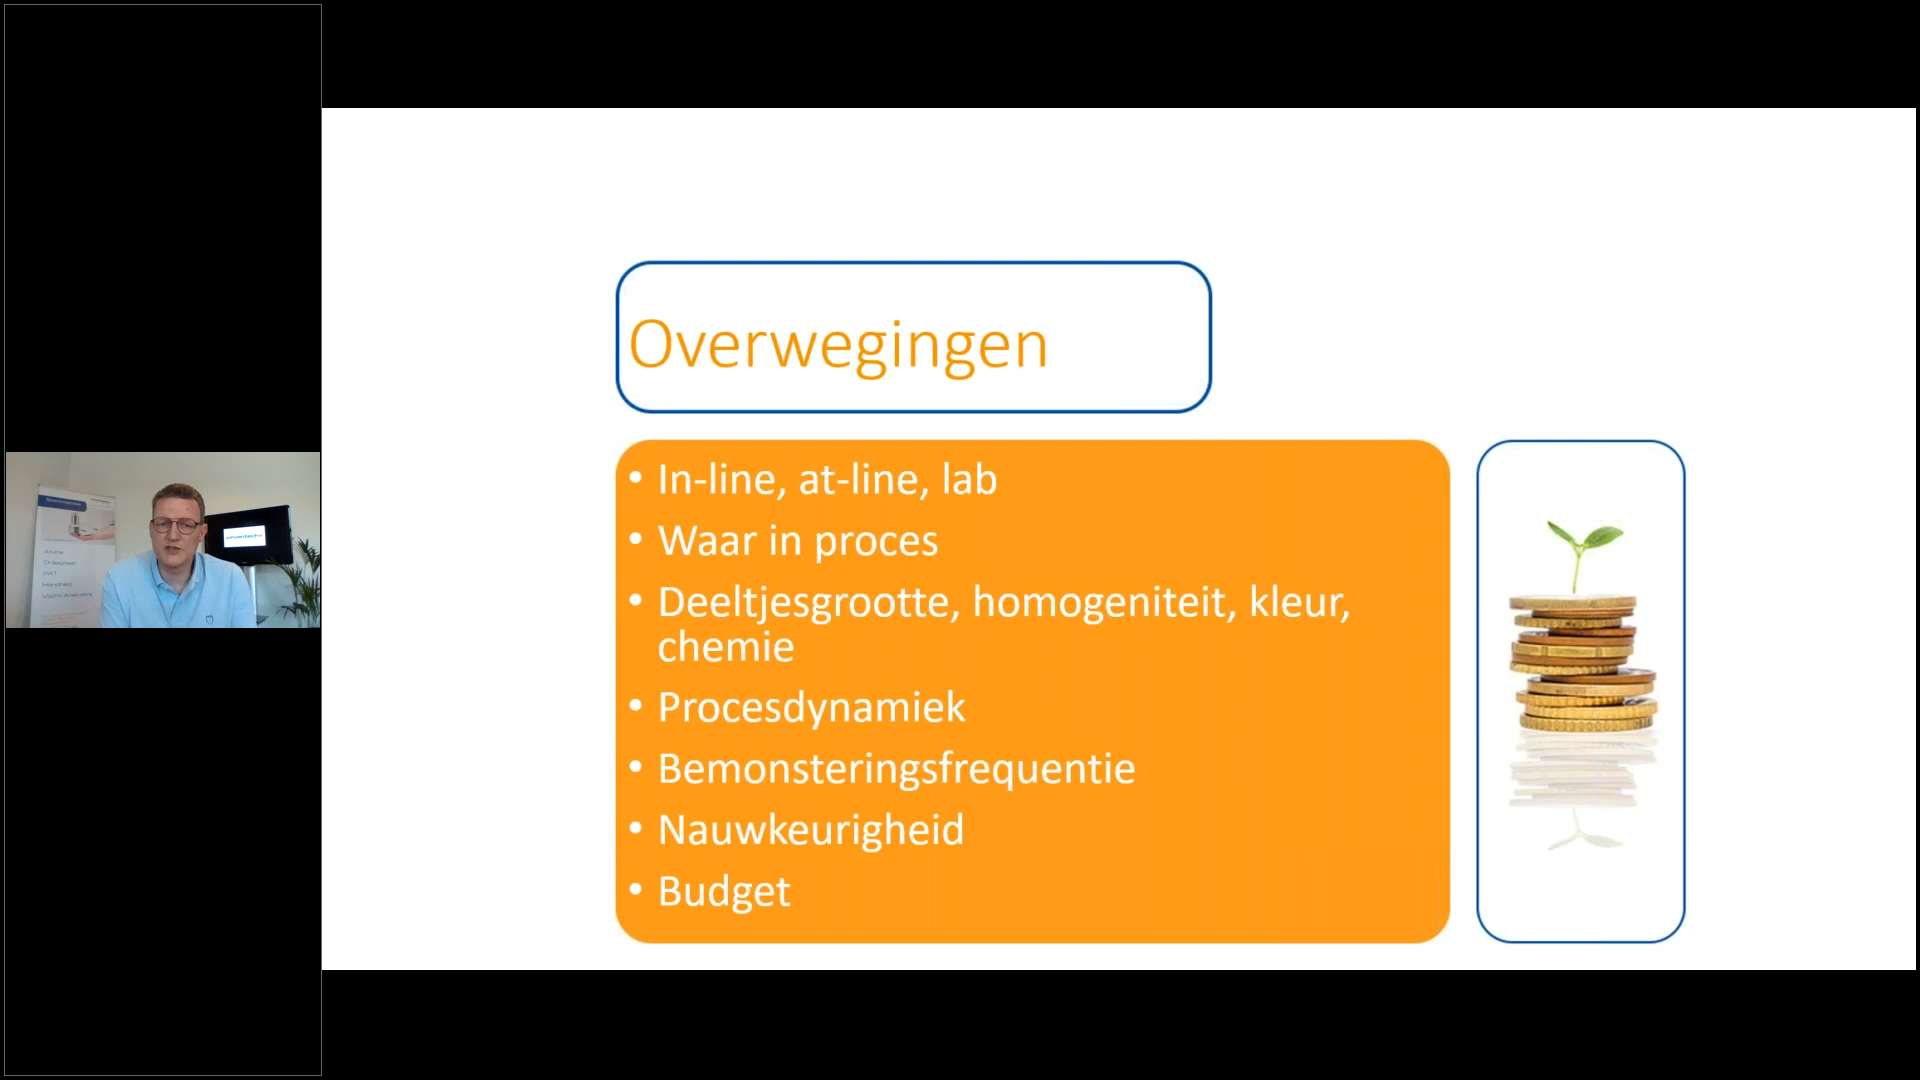 Overwegingen
• In-line, at-line, lab
• Waar in proces
• Deeltjesgrootte, homogeniteit, kleur,
chemie
• Procesdynamiek
• Bemonsteringsfrequentie
• Nauwkeurigheid
• Budget